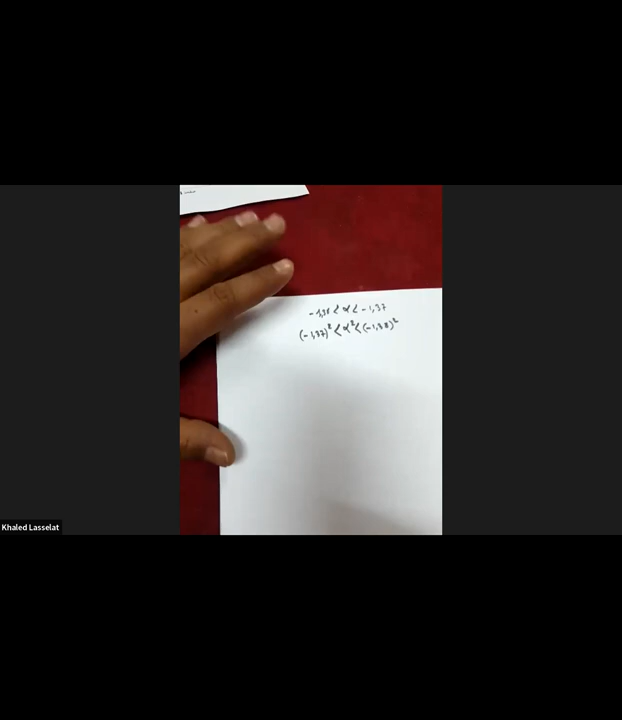 -1,38 < α < -1,37
(-1,37)² < α² < (-1,38)²
Khaled Lasselat